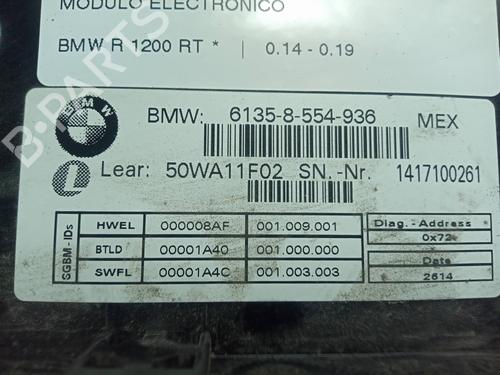 MODULO ELECTRONICO
BMW R 1200 RT * | 0.14 - 0.19
BMW
BMW: 6135-8-554-936 MEX
L Lear: 50WA11F02 SN.-Nr. 1417100261
SGBM-IDs
HWEL 000008AF 001.009.001
BTLD 00001A40 001.000.000
SWFL 00001A4C 001.003.003
Diag.-Address
0x72
Date
2614
B-PARTS